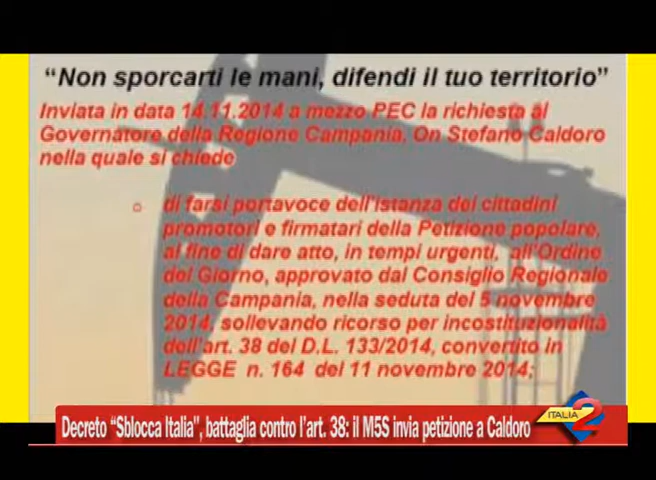 “Non sporcarti le mani, difendi il tuo territorio”
Inviata in data 14.11.2014 a mezzo PEC la richiesta al
Governatore della Regione Campania, On Stefano Caldoro
nella quale si chiede
o di farsi portavoce dell'Istanza dei cittadini
promotori e firmatari della Petizione popolare,
al fine di dare atto, in tempi urgenti, all'Ordine
del Giorno, approvato dal Consiglio Regionale
della Campania, nella seduta del 5 novembre
2014, sollevando ricorso per incostituzionalità
dell'art. 38 del D.L. 133/2014, convertito in
LEGGE n. 164 del 11 novembre 2014;
ITALIA 2
Decreto “Sblocca Italia”, battaglia contro l'art. 38: il M5S invia petizione a Caldoro